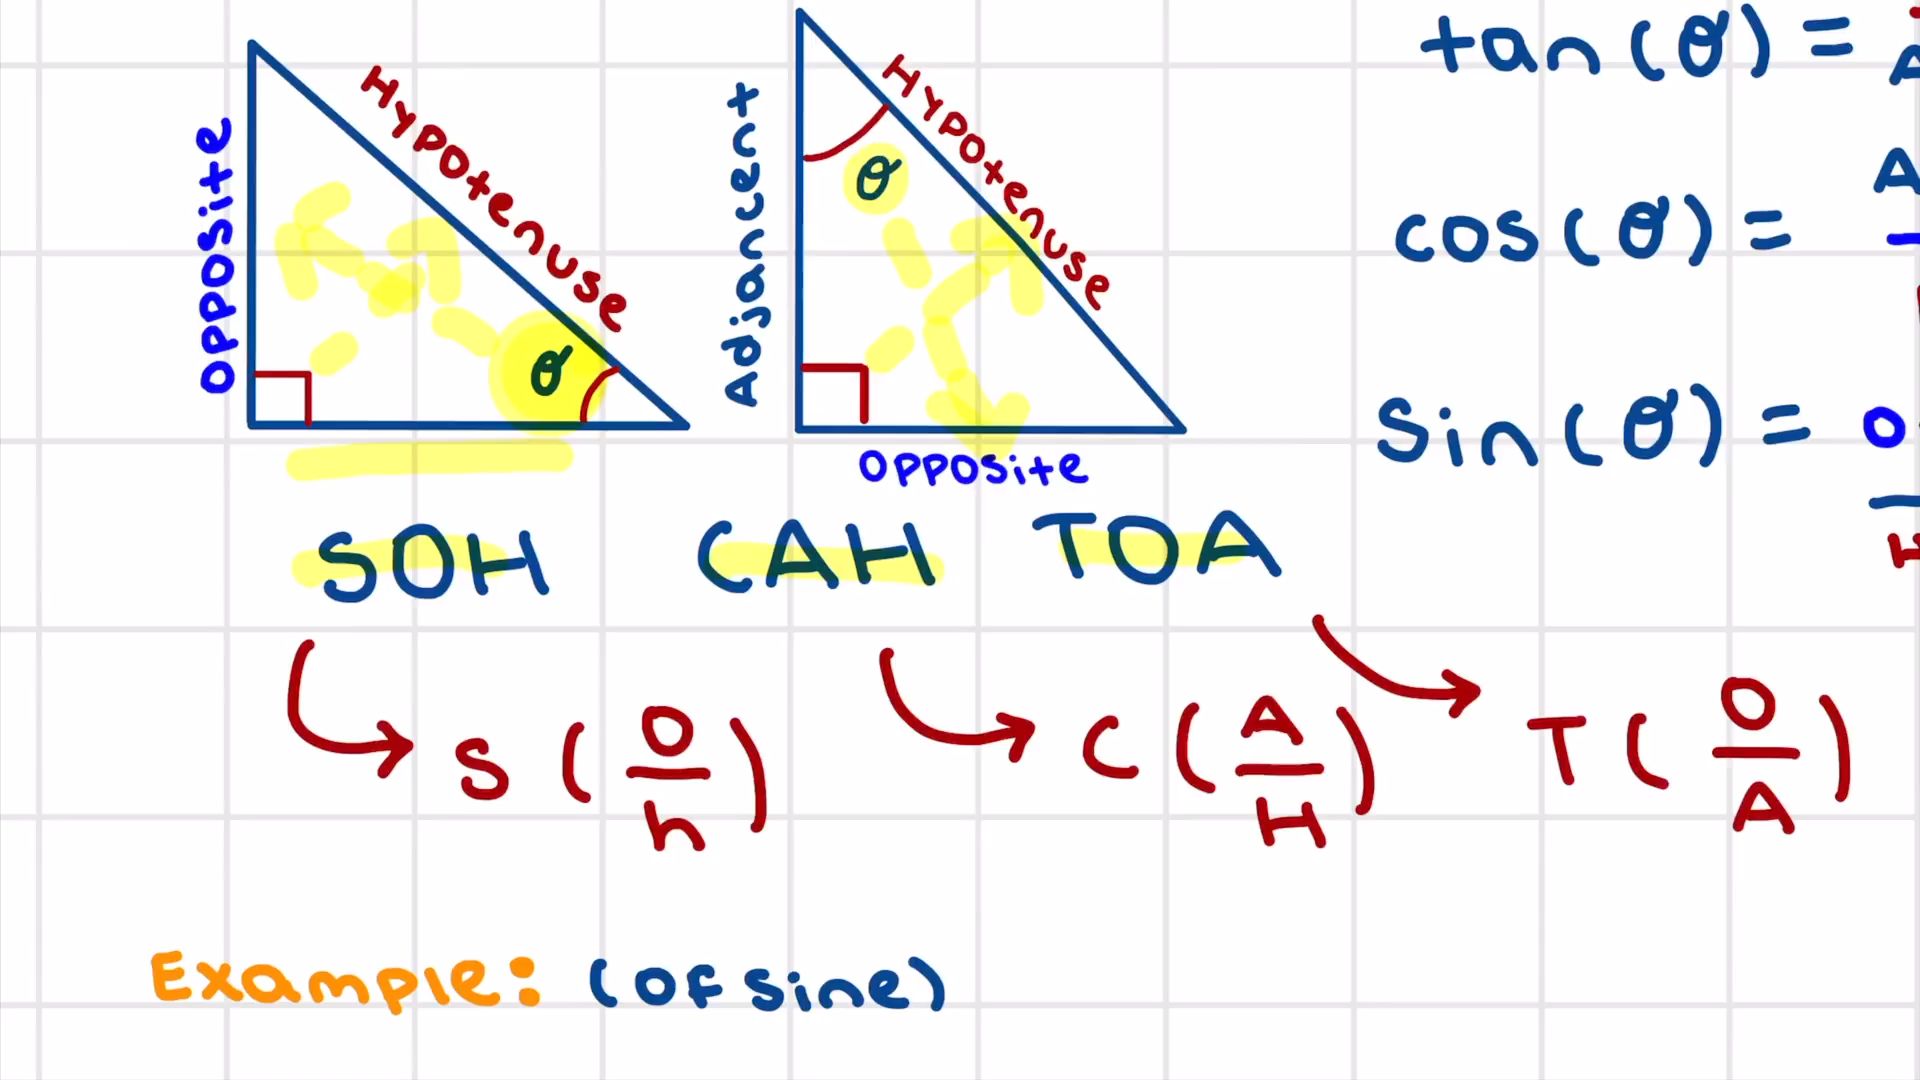 Opposite
Hypotenuse
θ
Adjancent
Hypotenuse
θ
Opposite
tan(θ) =
A
cos(θ) =
A
sin(θ) = O
H
SOH CAH TOA
S (O/h) C (A/H) T (O/A)
Example: (of sine)